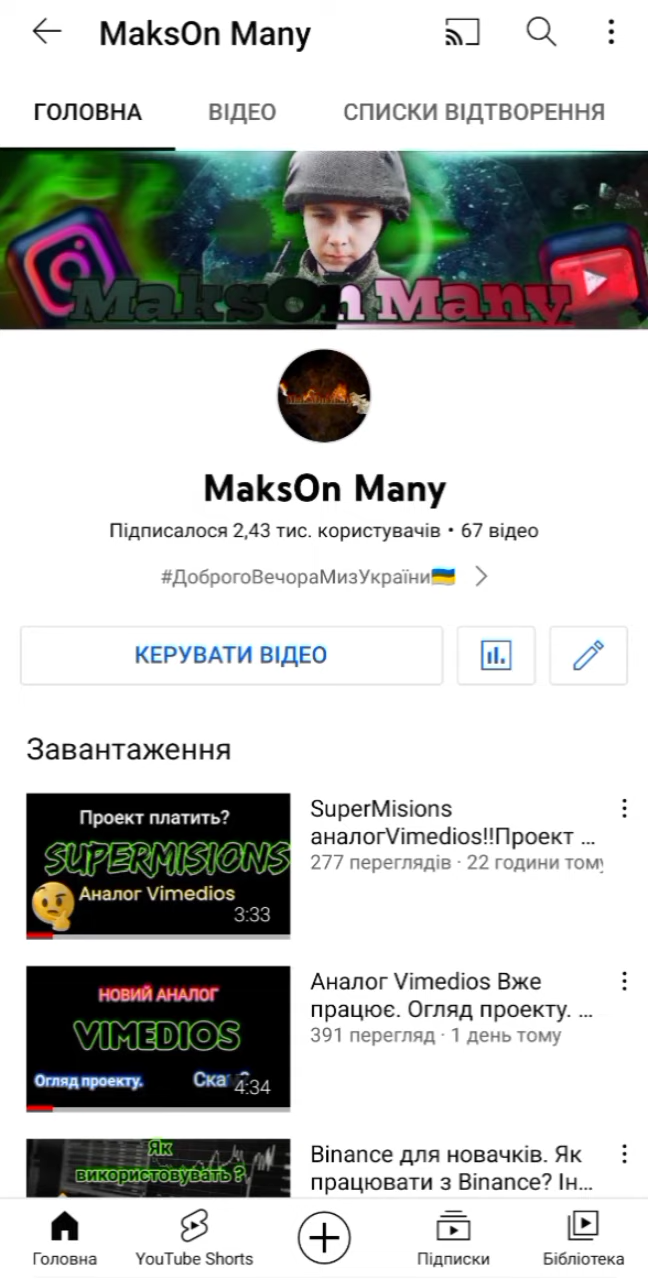 MaksOn Many
ГОЛОВНА ВІДЕО СПИСКИ ВІДТВОРЕННЯ
MaksOn Many
MaksOn Many
Підписалося 2,43 тис. користувачів • 67 відео
#ДоброгоВечораМизУкраїни🇺🇦
КЕРУВАТИ ВІДЕО
Завантаження
Проект платить?
SUPERMISIONS
Аналог Vimedios
3:33
SuperMisions
аналогVimedios!!Проект ...
277 переглядів · 22 години тому
НОВИЙ АНАЛОГ
VIMEDIOS
Огляд проекту.
4:34
Аналог Vimedios Вже
працює. Огляд проекту. ...
391 перегляд · 1 день тому
Як
використовувать?
Binance для новачків. Як
працювати з Binance? Ін...
Головна YouTube Shorts Підписки Бібліотека